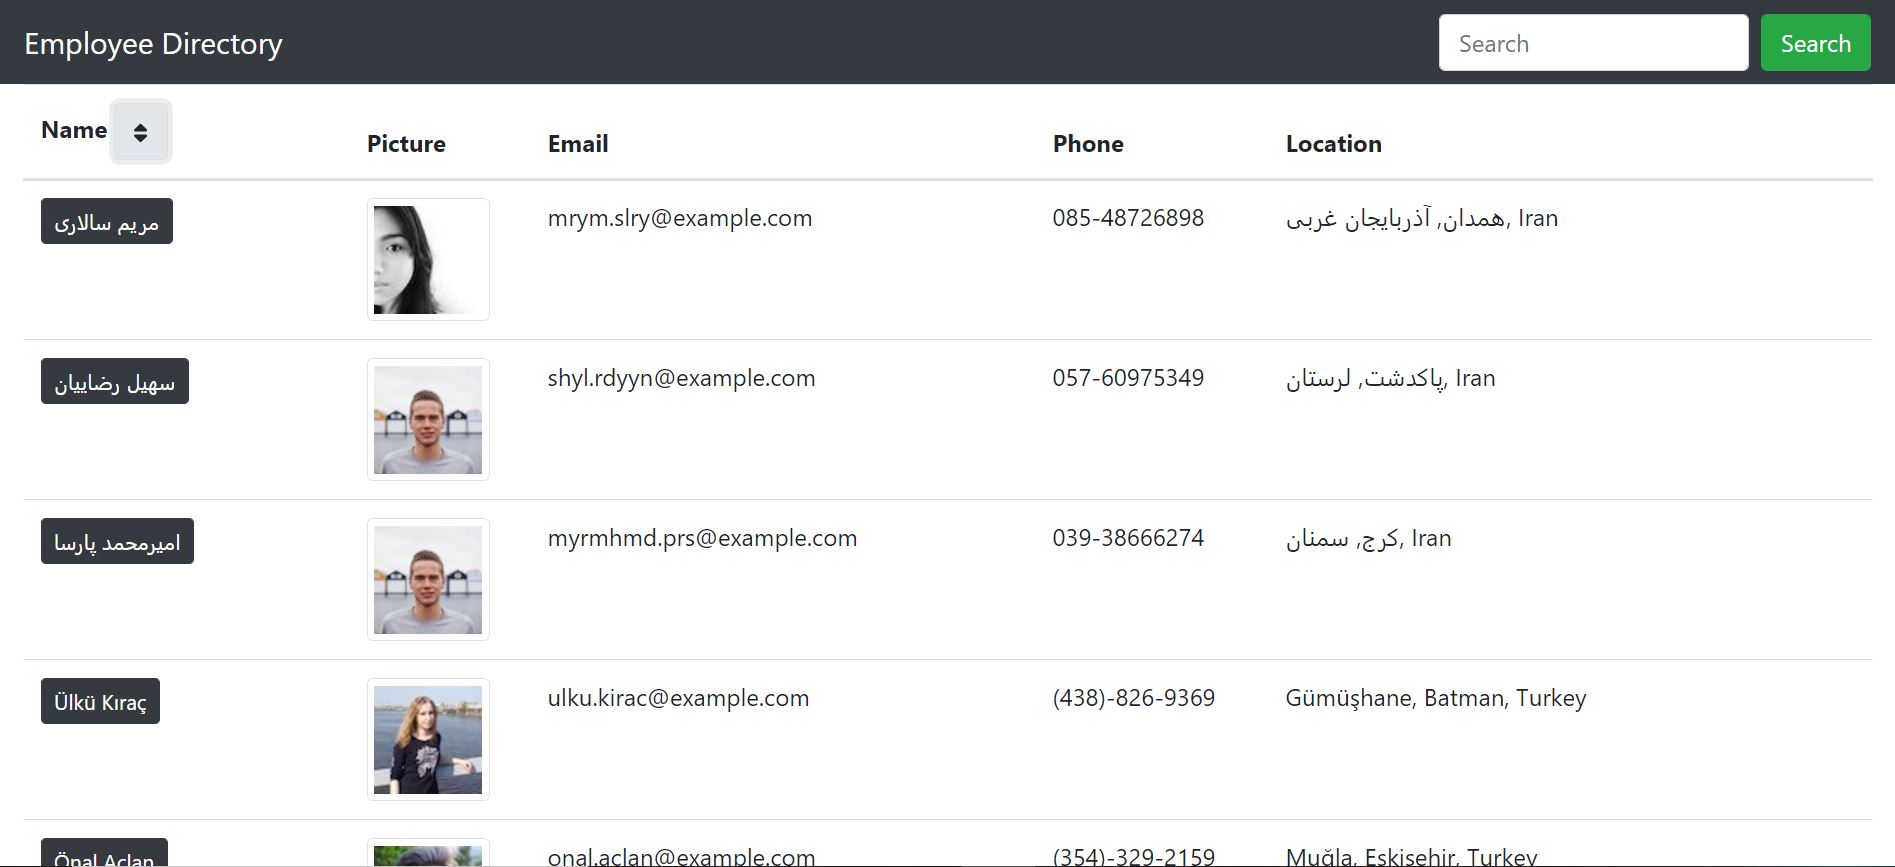 Employee Directory
Search
Search
Name
Picture
Email
Phone
Location
مریم سالاری
mrym.slry@example.com
085-48726898
همدان, آذربایجان غربی, Iran
سهیل رضاییان
shyl.rdyyn@example.com
057-60975349
پاکدشت, لرستان, Iran
امیرمحمد پارسا
myrmhmd.prs@example.com
039-38666274
کرج, سمنان, Iran
Ülkü Kıraç
ulku.kirac@example.com
(438)-826-9369
Gümüşhane, Batman, Turkey
Önal Açlan
onal.aclan@example.com
(354)-329-2159
Muğla, Eskişehir, Turkey